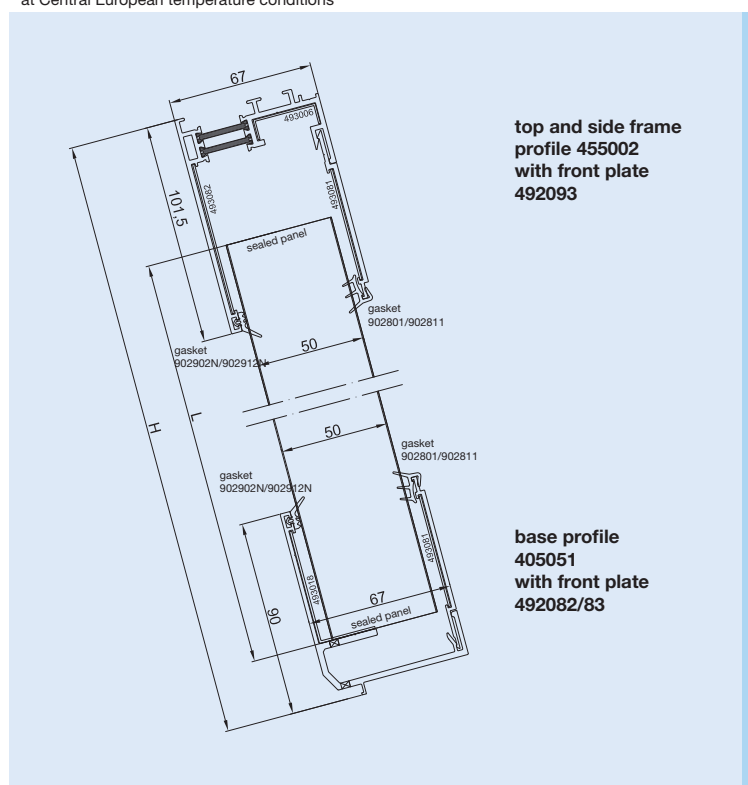 at Central European temperature conditions
67
493006
top and side frame
profile 455002
with front plate
492093
101,5
493082
493081
sealed panel
gasket
902801/902811
50
gasket
902902N/902912N
H
L
50
gasket
902801/902811
gasket
902902N/902912N
base profile
405051
with front plate
492082/83
90
493018
493081
67
sealed panel